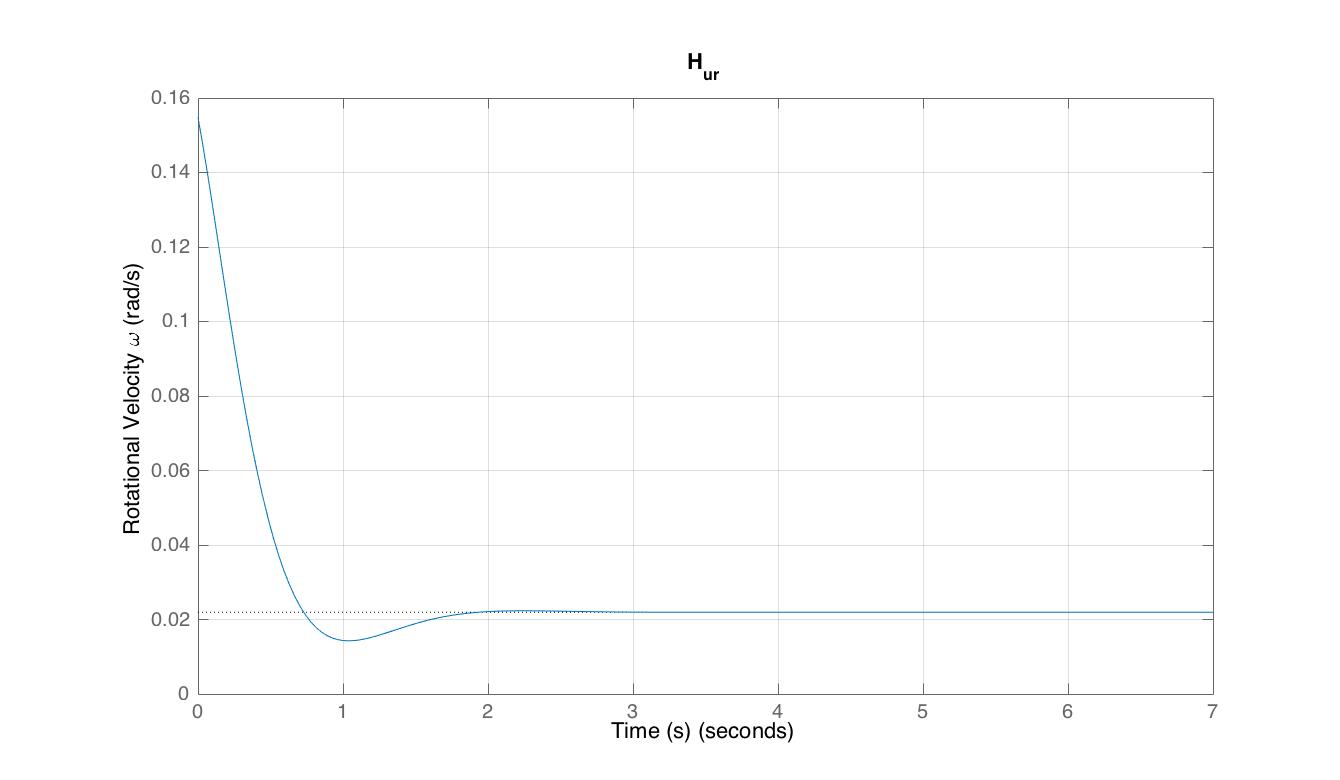 H_ur
0.16
0.14
0.12
0.1
0.08
0.06
0.04
0.02
0
Rotational Velocity ω (rad/s)
0 1 2 3 4 5 6 7
Time (s) (seconds)